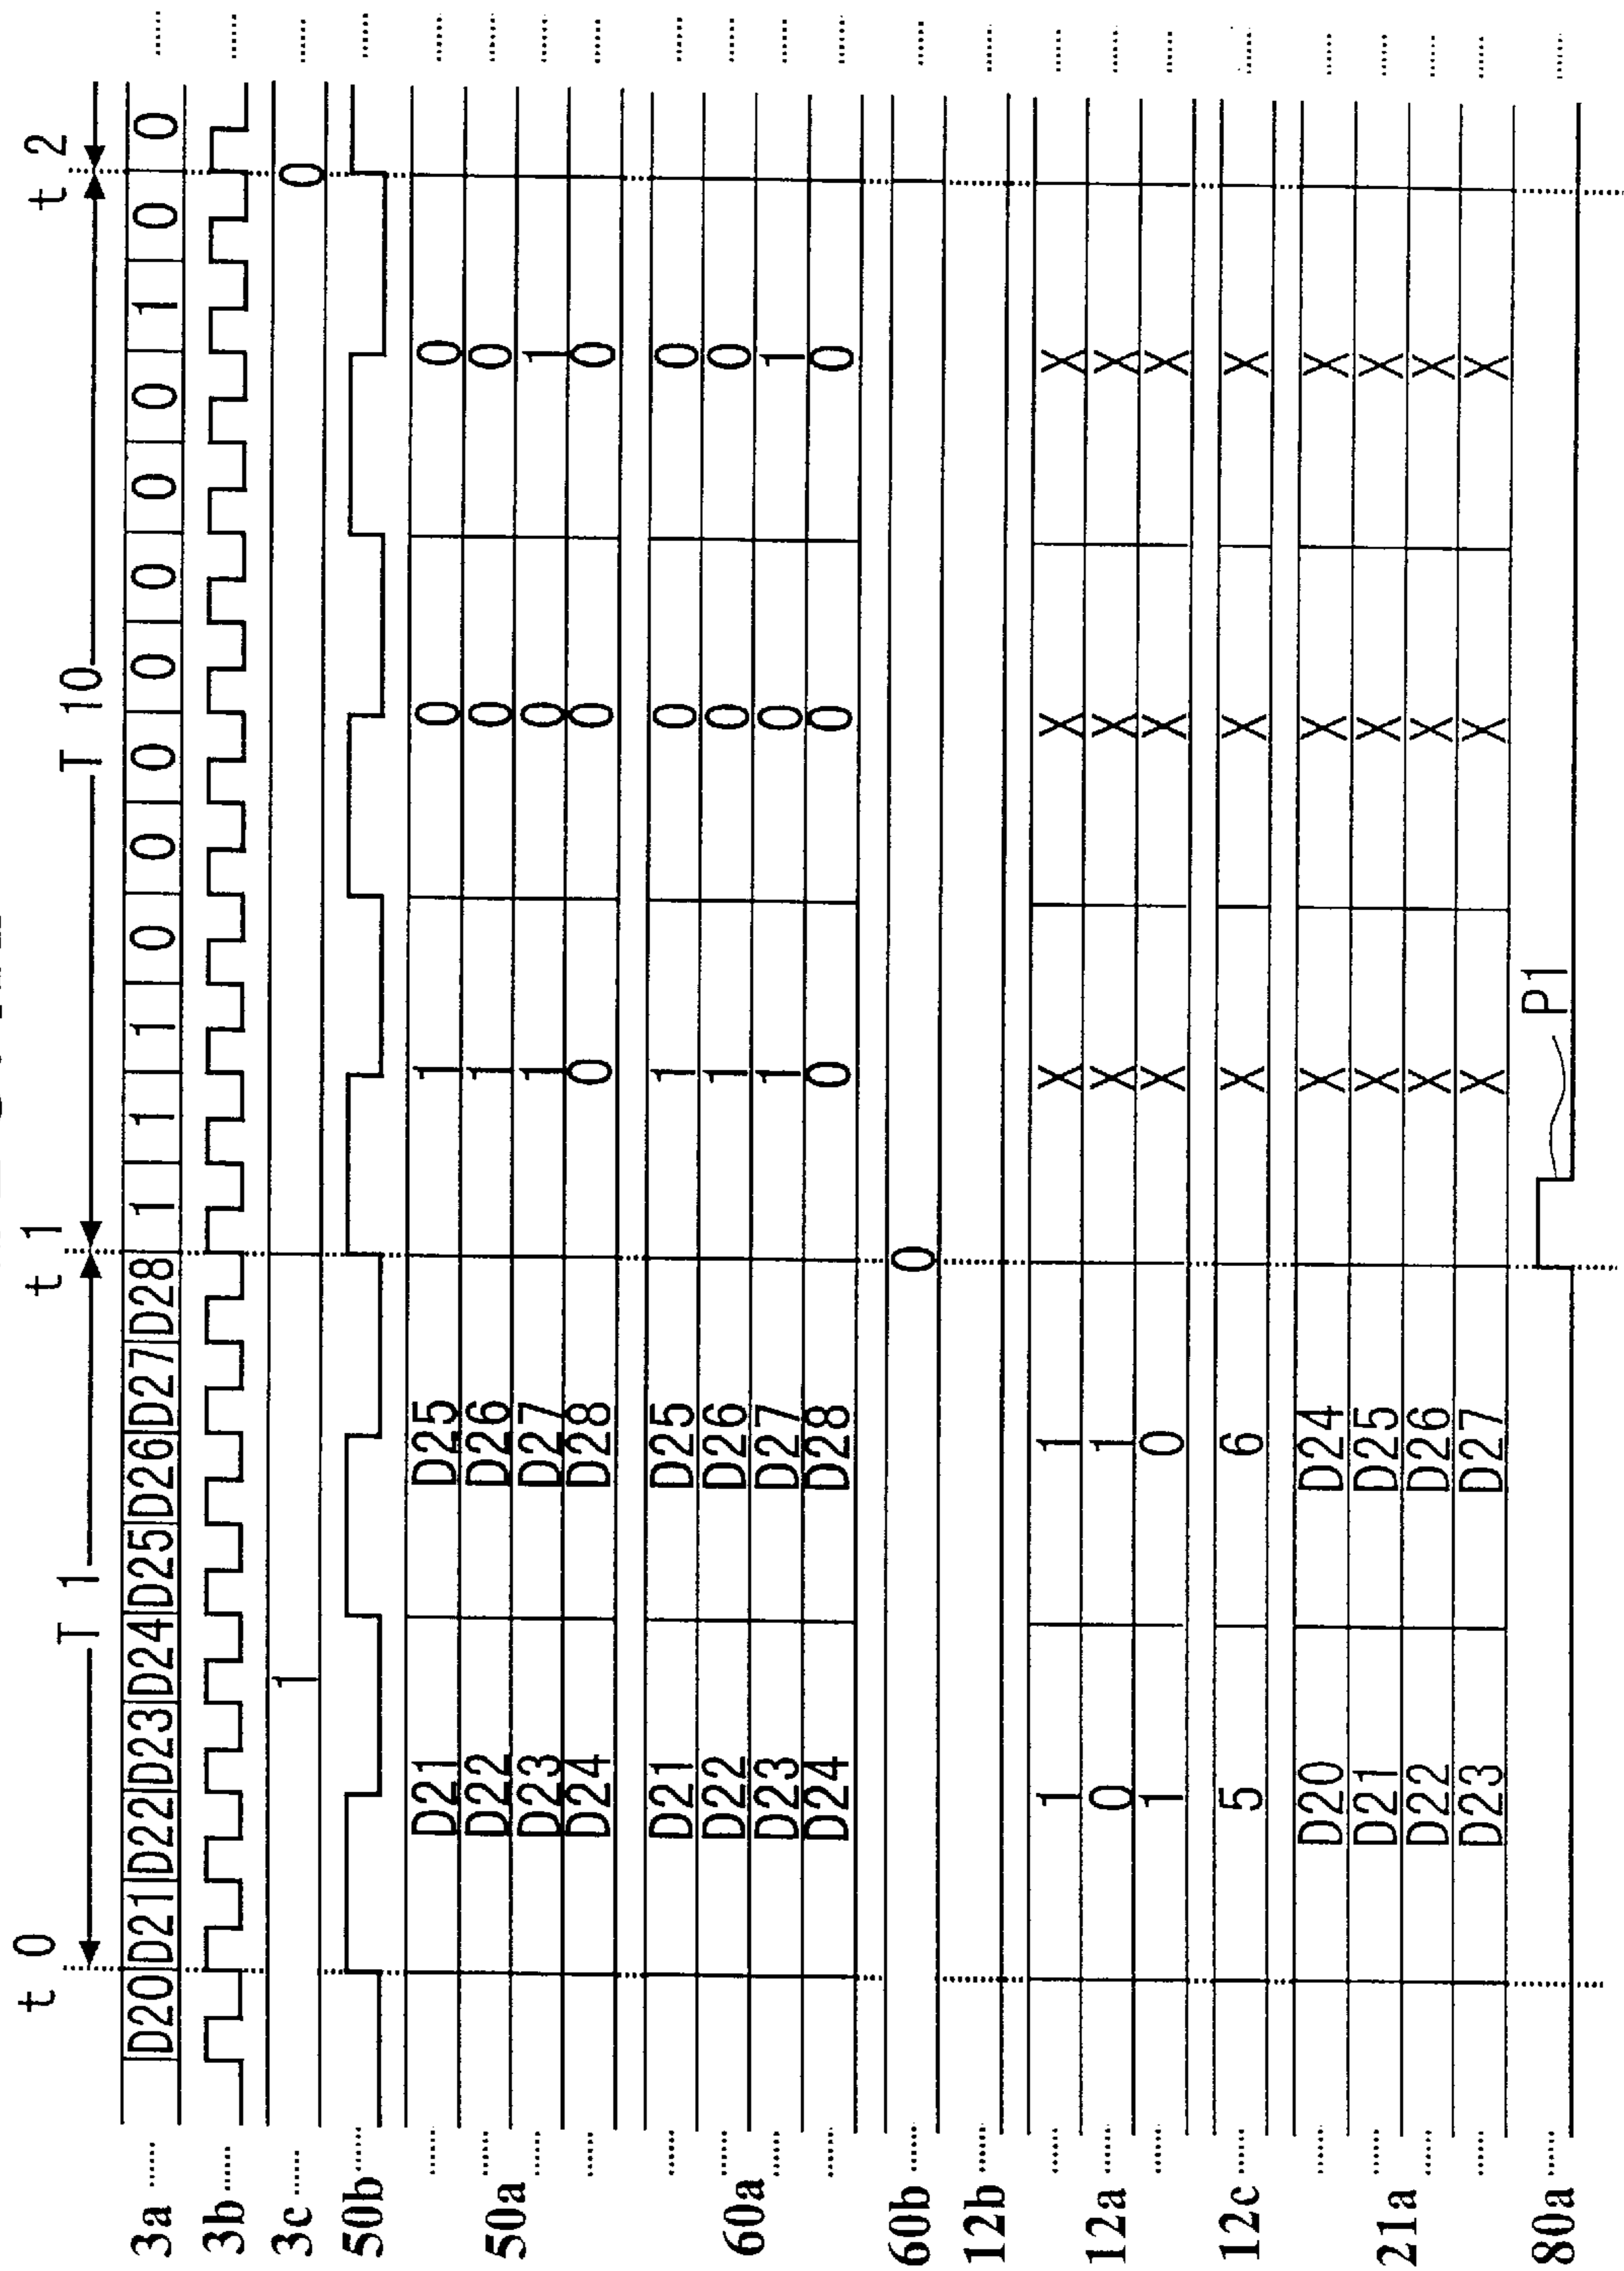 t 0 t 1 t 2
T 1 T 10
3a D20 D21 D22 D23 D24 D25 D26 D27 D28 1 1 1 0 0 0 0 0 0 0 1 0 0
3b
3c 1 0
50b
50a
D21 D25 1 0 0
D22 D26 1 0 0
D23 D27 1 0 1
D24 D28 0 0 0
60a
D21 D25 1 0 0
D22 D26 1 0 0
D23 D27 1 0 1
D24 D28 0 0 0
60b 0
12b
12a
1 1 X X X
0 1 X X X
1 0 X X X
12c 5 6 X X X
21a
D20 D24 X X X
D21 D25 X X X
D22 D26 X X X
D23 D27 X X X
80a P1